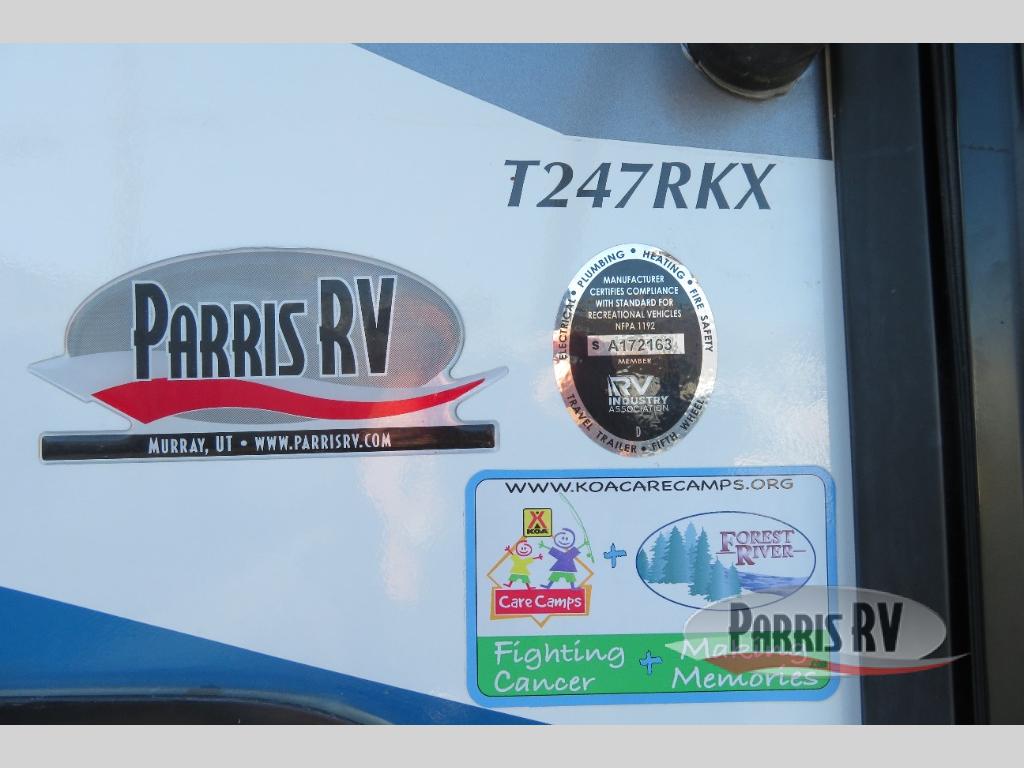 T247RKX
PARRIS RV
MURRAY, UT • WWW.PARRISRV.COM
ELECTRICAL • PLUMBING • HEATING • FIRE SAFETY
MANUFACTURER
CERTIFIES COMPLIANCE
WITH STANDARD FOR
RECREATIONAL VEHICLES
NFPA 1192
S A172163
MEMBER
RV
INDUSTRY
ASSOCIATION
D
TRAVEL TRAILER • FIFTH WHEEL
WWW.KOACARECAMPS.ORG
KOA
Care Camps
+
FOREST
RIVER
Fighting
Cancer
+
Making
Memories
PARRIS RV
.com